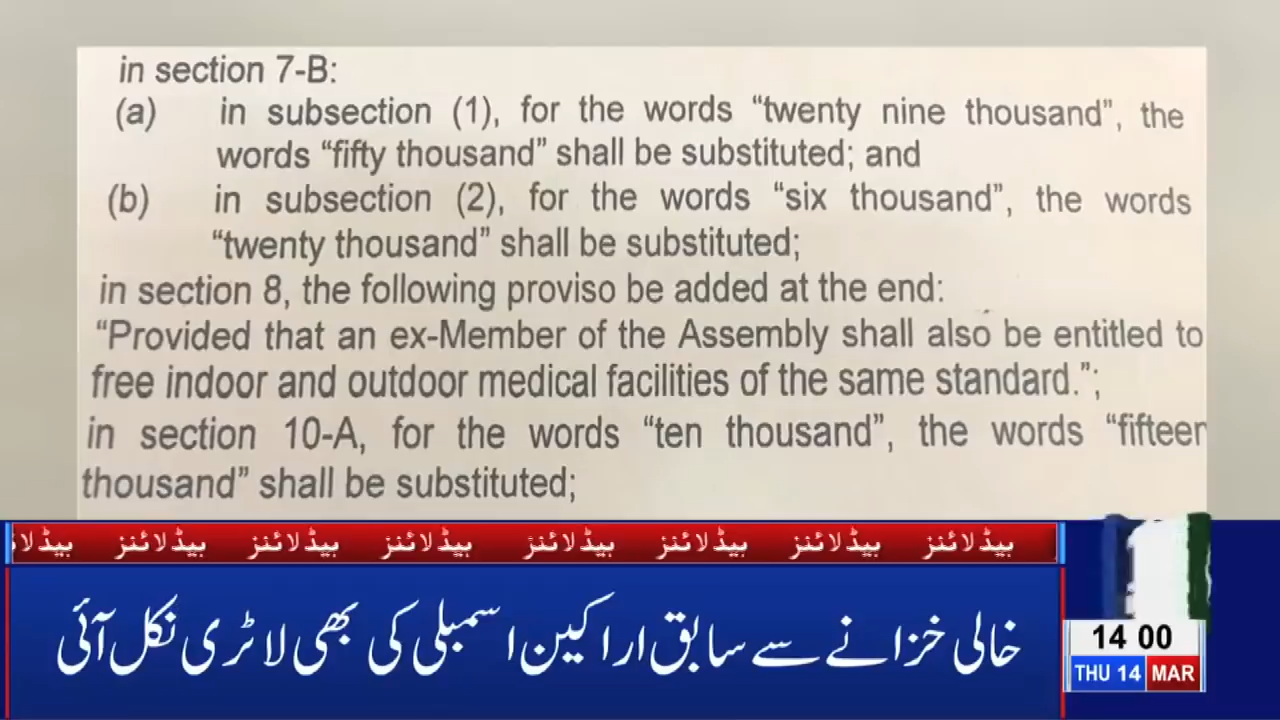 in section 7-B:
(a) in subsection (1), for the words “twenty nine thousand”, the
words “fifty thousand” shall be substituted; and
(b) in subsection (2), for the words “six thousand”, the words
“twenty thousand” shall be substituted;
in section 8, the following proviso be added at the end:
“Provided that an ex-Member of the Assembly shall also be entitled to
free indoor and outdoor medical facilities of the same standard.”;
in section 10-A, for the words “ten thousand”, the words “fifteen
thousand” shall be substituted;
ہیڈلائنز ہیڈلائنز ہیڈلائنز ہیڈلائنز ہیڈلائنز ہیڈلائنز ہیڈلائنز ہیڈلائنز
خالی خزانے سے سابق اراکین اسمبلی کی بھی لاٹری نکل آئی
14 00
THU 14 MAR